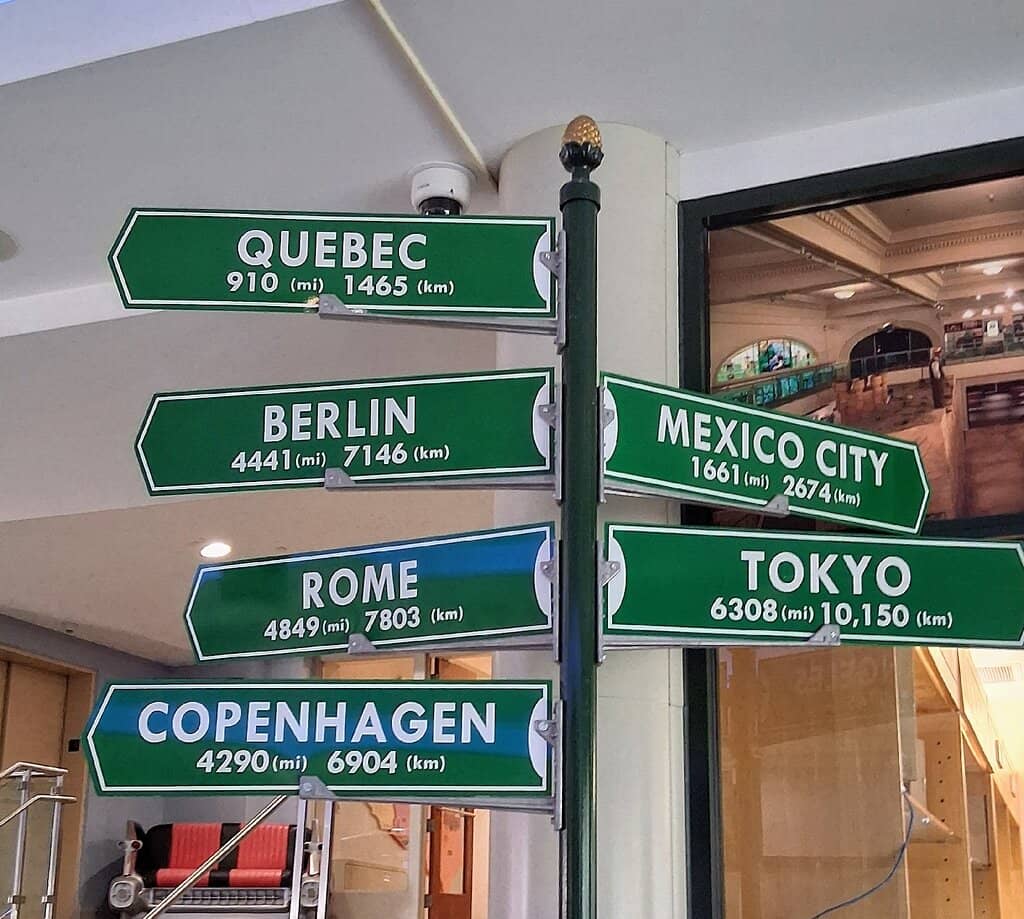 QUEBEC
910 (mi) 1465 (km)
BERLIN
4441 (mi) 7146 (km)
MEXICO CITY
1661 (mi) 2674 (km)
ROME
4849 (mi) 7803 (km)
TOKYO
6308 (mi) 10,150 (km)
COPENHAGEN
4290 (mi) 6904 (km)